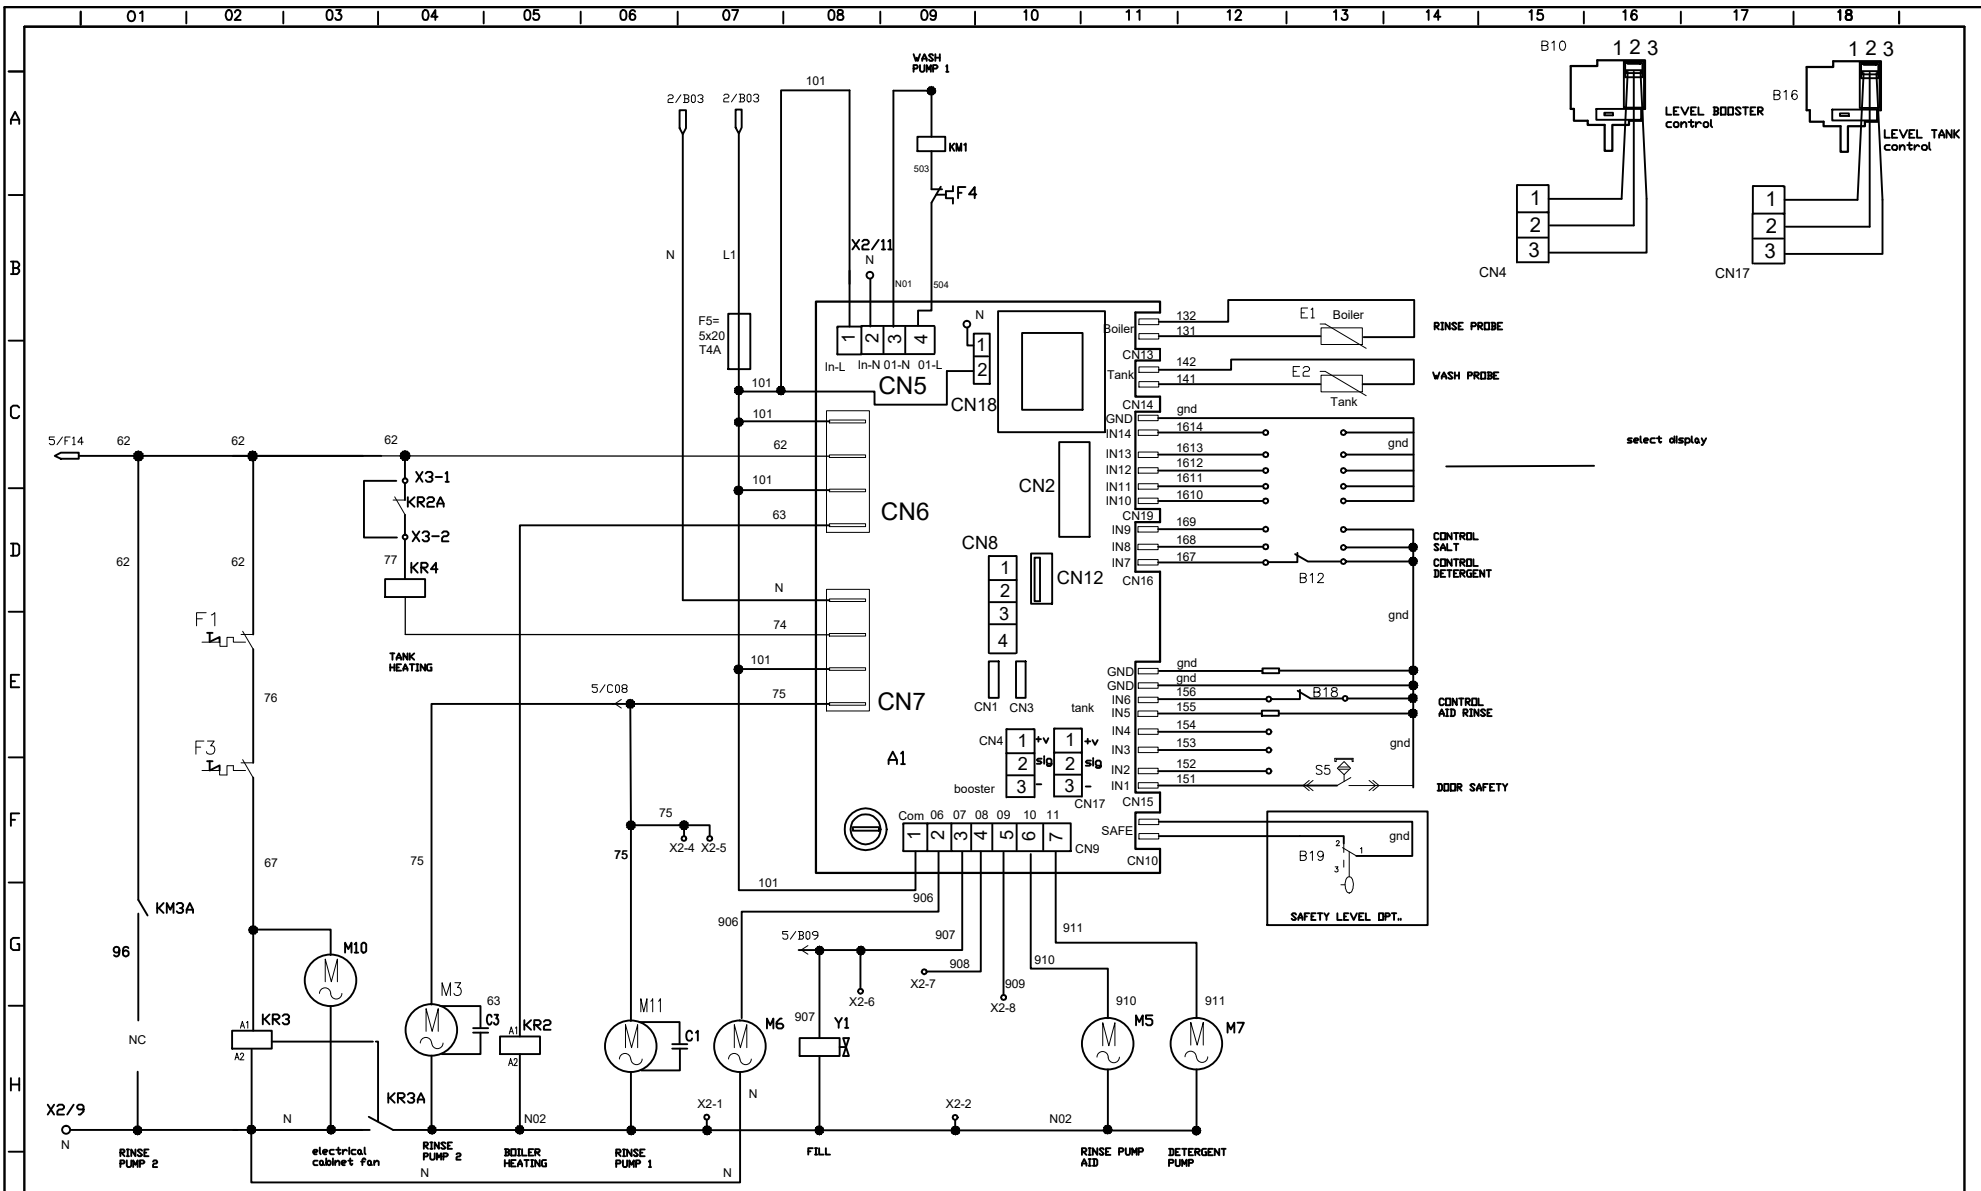 01 02 03 04 05 06 07 08 09 10 11 12 13 14 15 16 17 18
A
B
C
D
E
F
G
H
WASH
PUMP 1
2/B03
2/B03
101
KM1
503
F4
N
L1
X2/11
N
N01
504
F5=
5x20
T4A
1 2 3 4
In-L In-N 01-N 01-L
CN5
N
1
2
CN18
101
101
62
101
63
CN6
N
74
101
75
CN7
5/F14
62
62
62
X3-1
KR2A
X3-2
77
KR4
TANK
HEATING
62
62
F1
76
F3
67
5/C08
75
75
75
X2-4 X2-5
KM3A
96
NC
M10
M
KR3
A1
A2
KR3A
M3
M
63
C3
KR2
A1
A2
M11
M
C1
906
M6
M
N
5/B09
907
907
Y1
X2-6
X2-7
908
909
X2-8
910
910
M5
M
911
911
M7
M
101
906
X2/9
N
N
N02
X2-1
X2-2
N02
N
N
RINSE
PUMP 2
electrical
cabinet fan
RINSE
PUMP 2
BOILER
HEATING
RINSE
PUMP 1
FILL
RINSE PUMP
AID
DETERGENT
PUMP
A1
CN2
CN8
1
2
3
4
CN12
CN1 CN3
tank
CN4
1 +v
2 sig
3 -
booster
1 +v
2 sig
3 -
CN17
Com 06 07 08 09 10 11
1 2 3 4 5 6 7
CN9
Boiler
132
131
CN13
Tank
142
141
CN14
GND gnd
IN14 1614
IN13 1613
IN12 1612
IN11 1611
IN10 1610
CN19
IN9 169
IN8 168
IN7 167
CN16
GND gnd
GND gnd
IN6 156
IN5 155
IN4 154
IN3 153
IN2 152
IN1 151
CN15
SAFE
CN10
E1 Boiler
RINSE PROBE
E2
Tank
WASH PROBE
gnd
select display
CONTROL
SALT
CONTROL
DETERGENT
B12
gnd
B18
CONTROL
AID RINSE
gnd
S5
DOOR SAFETY
gnd
B19
2
1
3
SAFETY LEVEL OPT..
B10
1 2 3
LEVEL BOOSTER
control
1
2
3
CN4
B16
1 2 3
LEVEL TANK
control
1
2
3
CN17